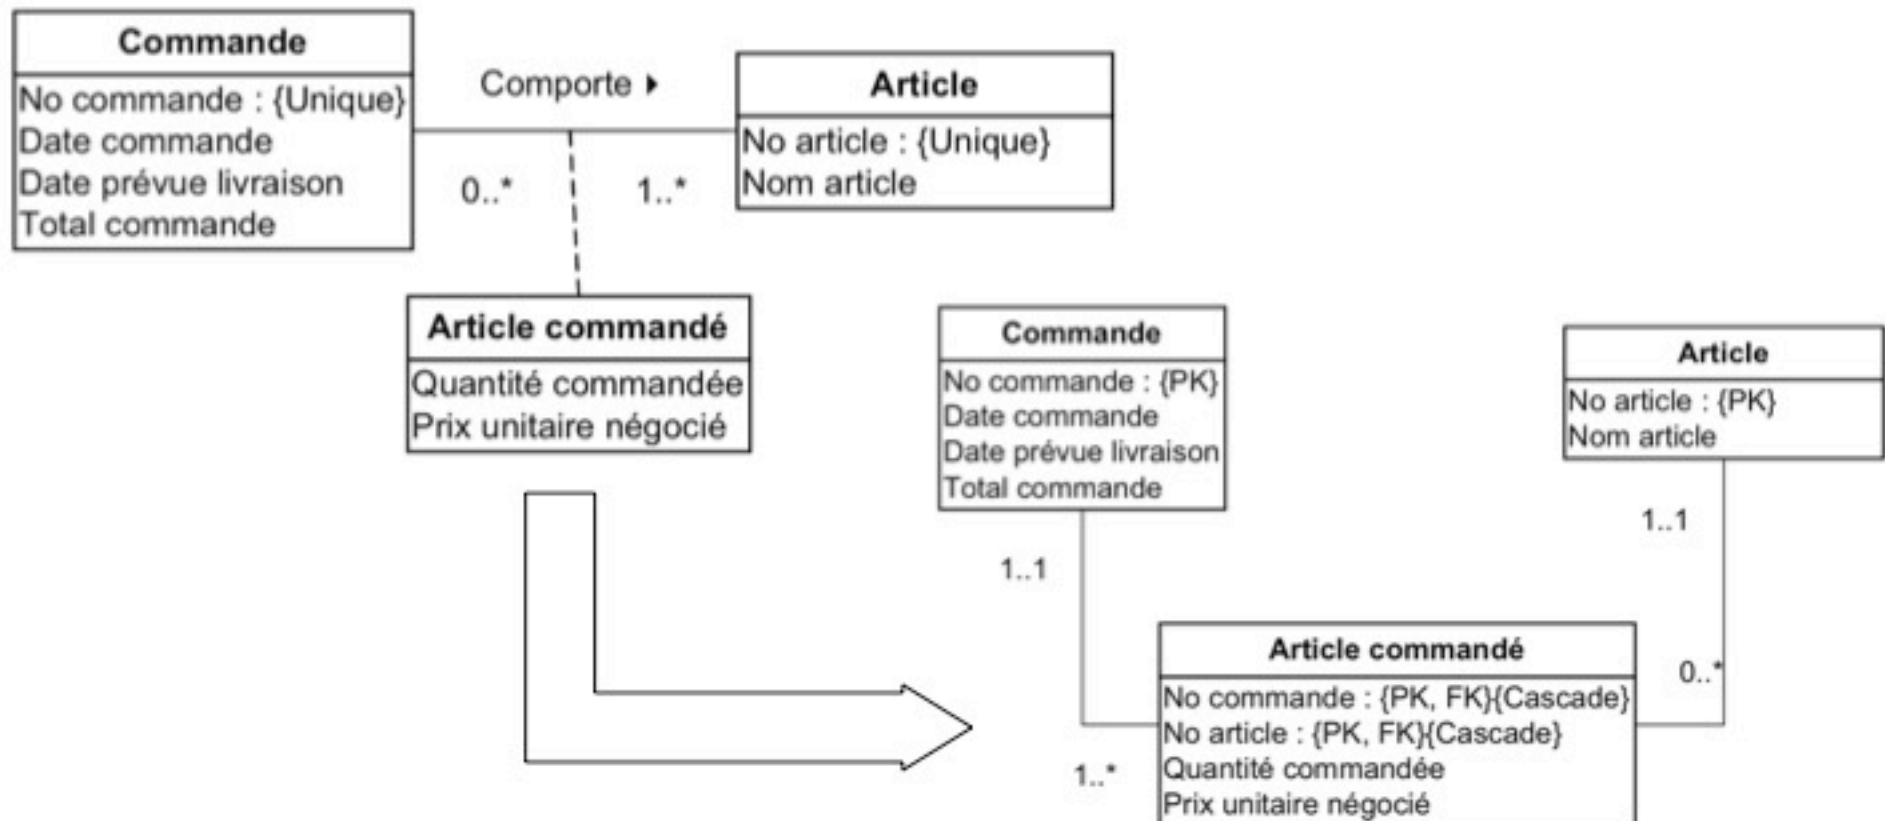 Commande
No commande : {Unique}
Date commande
Date prévue livraison
Total commande
Comporte ▸
0..*
1..*
Article
No article : {Unique}
Nom article
Article commandé
Quantité commandée
Prix unitaire négocié
Commande
No commande : {PK}
Date commande
Date prévue livraison
Total commande
Article
No article : {PK}
Nom article
1..1
1..1
Article commandé
No commande : {PK, FK}{Cascade}
No article : {PK, FK}{Cascade}
Quantité commandée
Prix unitaire négocié
0..*
1..*